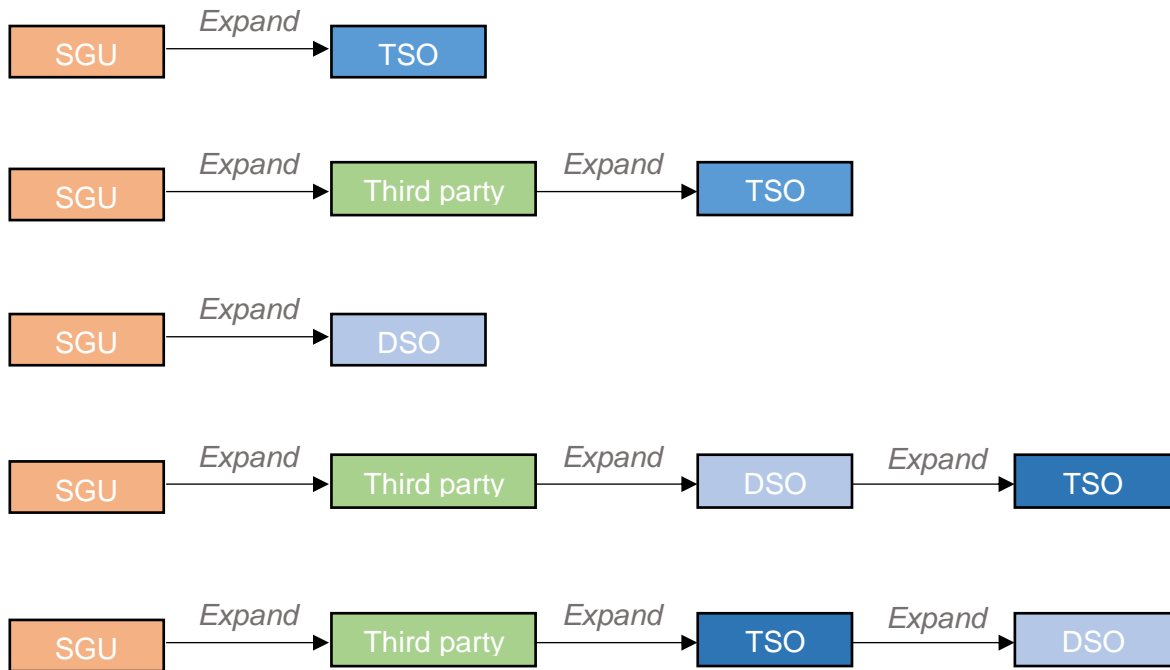 Expand
SGU TSO
Expand Expand
SGU Third party TSO
Expand
SGU DSO
Expand Expand Expand
SGU Third party DSO TSO
Expand Expand Expand
SGU Third party TSO DSO